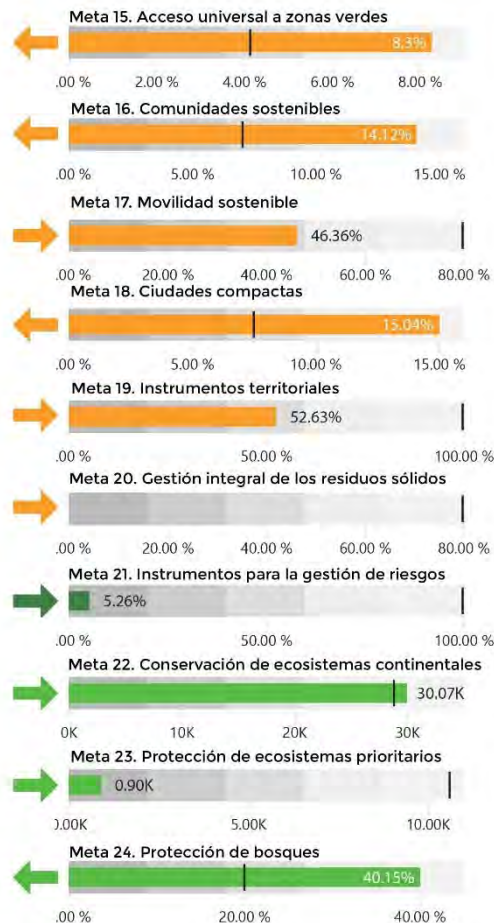 Meta 15. Acceso universal a zonas verdes
8.3%
.00 % 2.00 % 4.00 % 6.00 % 8.00 %
Meta 16. Comunidades sostenibles
14.12%
.00 % 5.00 % 10.00 % 15.00 %
Meta 17. Movilidad sostenible
46.36%
.00 % 20.00 % 40.00 % 60.00 % 80.00 %
Meta 18. Ciudades compactas
15.04%
.00 % 5.00 % 10.00 % 15.00 %
Meta 19. Instrumentos territoriales
52.63%
.00 % 50.00 % 100.00 %
Meta 20. Gestión integral de los residuos sólidos
.00 % 20.00 % 40.00 % 60.00 % 80.00 %
Meta 21. Instrumentos para la gestión de riesgos
5.26%
.00 % 50.00 % 100.00 %
Meta 22. Conservación de ecosistemas continentales
30.07K
0K 10K 20K 30K
Meta 23. Protección de ecosistemas prioritarios
0.90K
0.00K 5.00K 10.00K
Meta 24. Protección de bosques
40.15%
.00 % 20.00 % 40.00 %